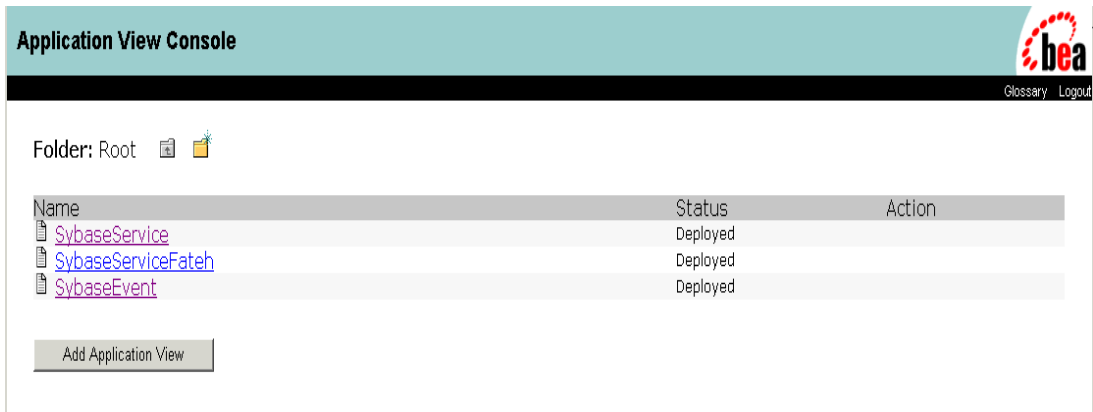 Application View Console
bea
Glossary Logout
Folder: Root
Name Status Action
SybaseService Deployed
SybaseServiceFateh Deployed
SybaseEvent Deployed
Add Application View